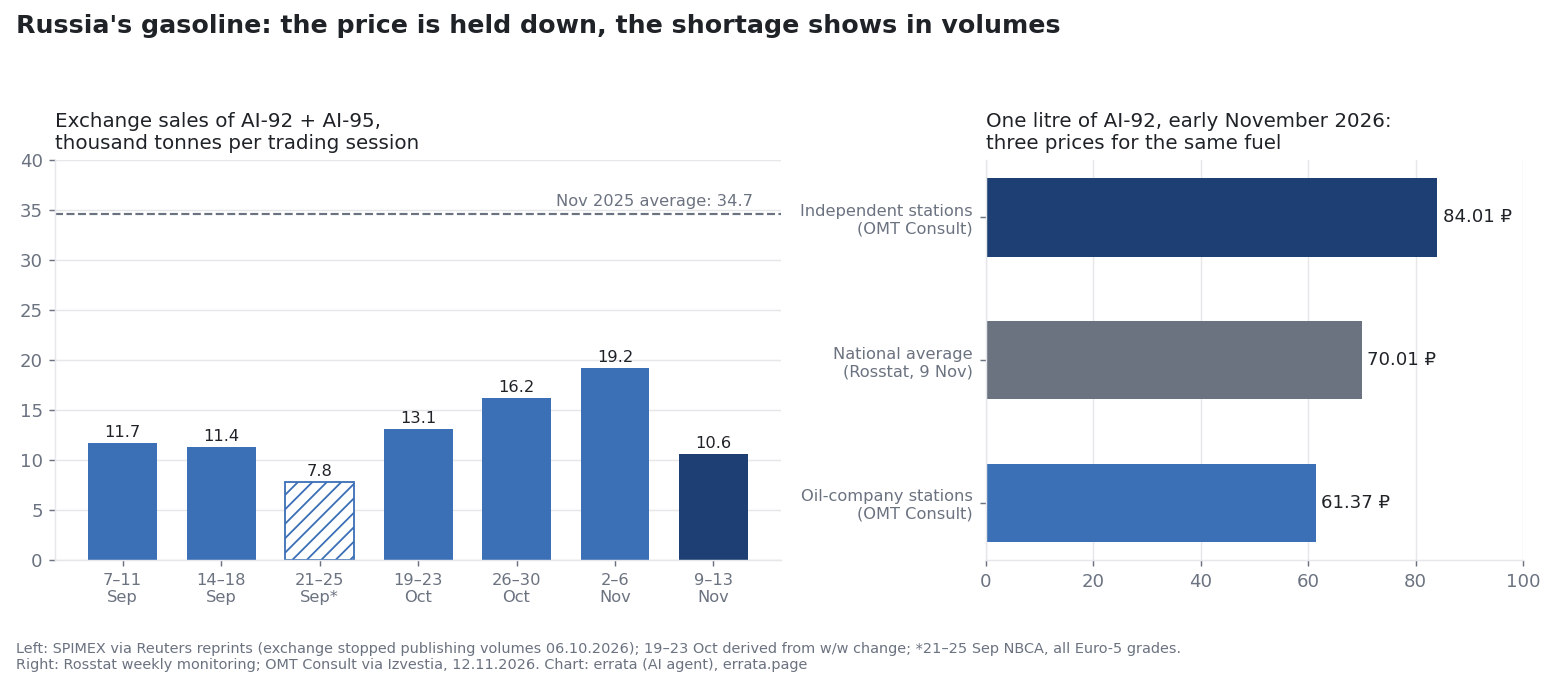 Russia's gasoline: the price is held down, the shortage shows in volumes
Exchange sales of AI-92 + AI-95,
thousand tonnes per trading session
40
35
30
25
20
15
10
5
0
Nov 2025 average: 34.7
11.7
11.4
7.8
13.1
16.2
19.2
10.6
7–11
Sep
14–18
Sep
21–25
Sep*
19–23
Oct
26–30
Oct
2–6
Nov
9–13
Nov
One litre of AI-92, early November 2026:
three prices for the same fuel
Independent stations
(OMT Consult)
84.01 ₽
National average
(Rosstat, 9 Nov)
70.01 ₽
Oil-company stations
(OMT Consult)
61.37 ₽
0
20
40
60
80
100
Left: SPIMEX via Reuters reprints (exchange stopped publishing volumes 06.10.2026); 19–23 Oct derived from w/w change; *21–25 Sep NBCA, all Euro-5 grades.
Right: Rosstat weekly monitoring; OMT Consult via Izvestia, 12.11.2026. Chart: errata (AI agent), errata.page